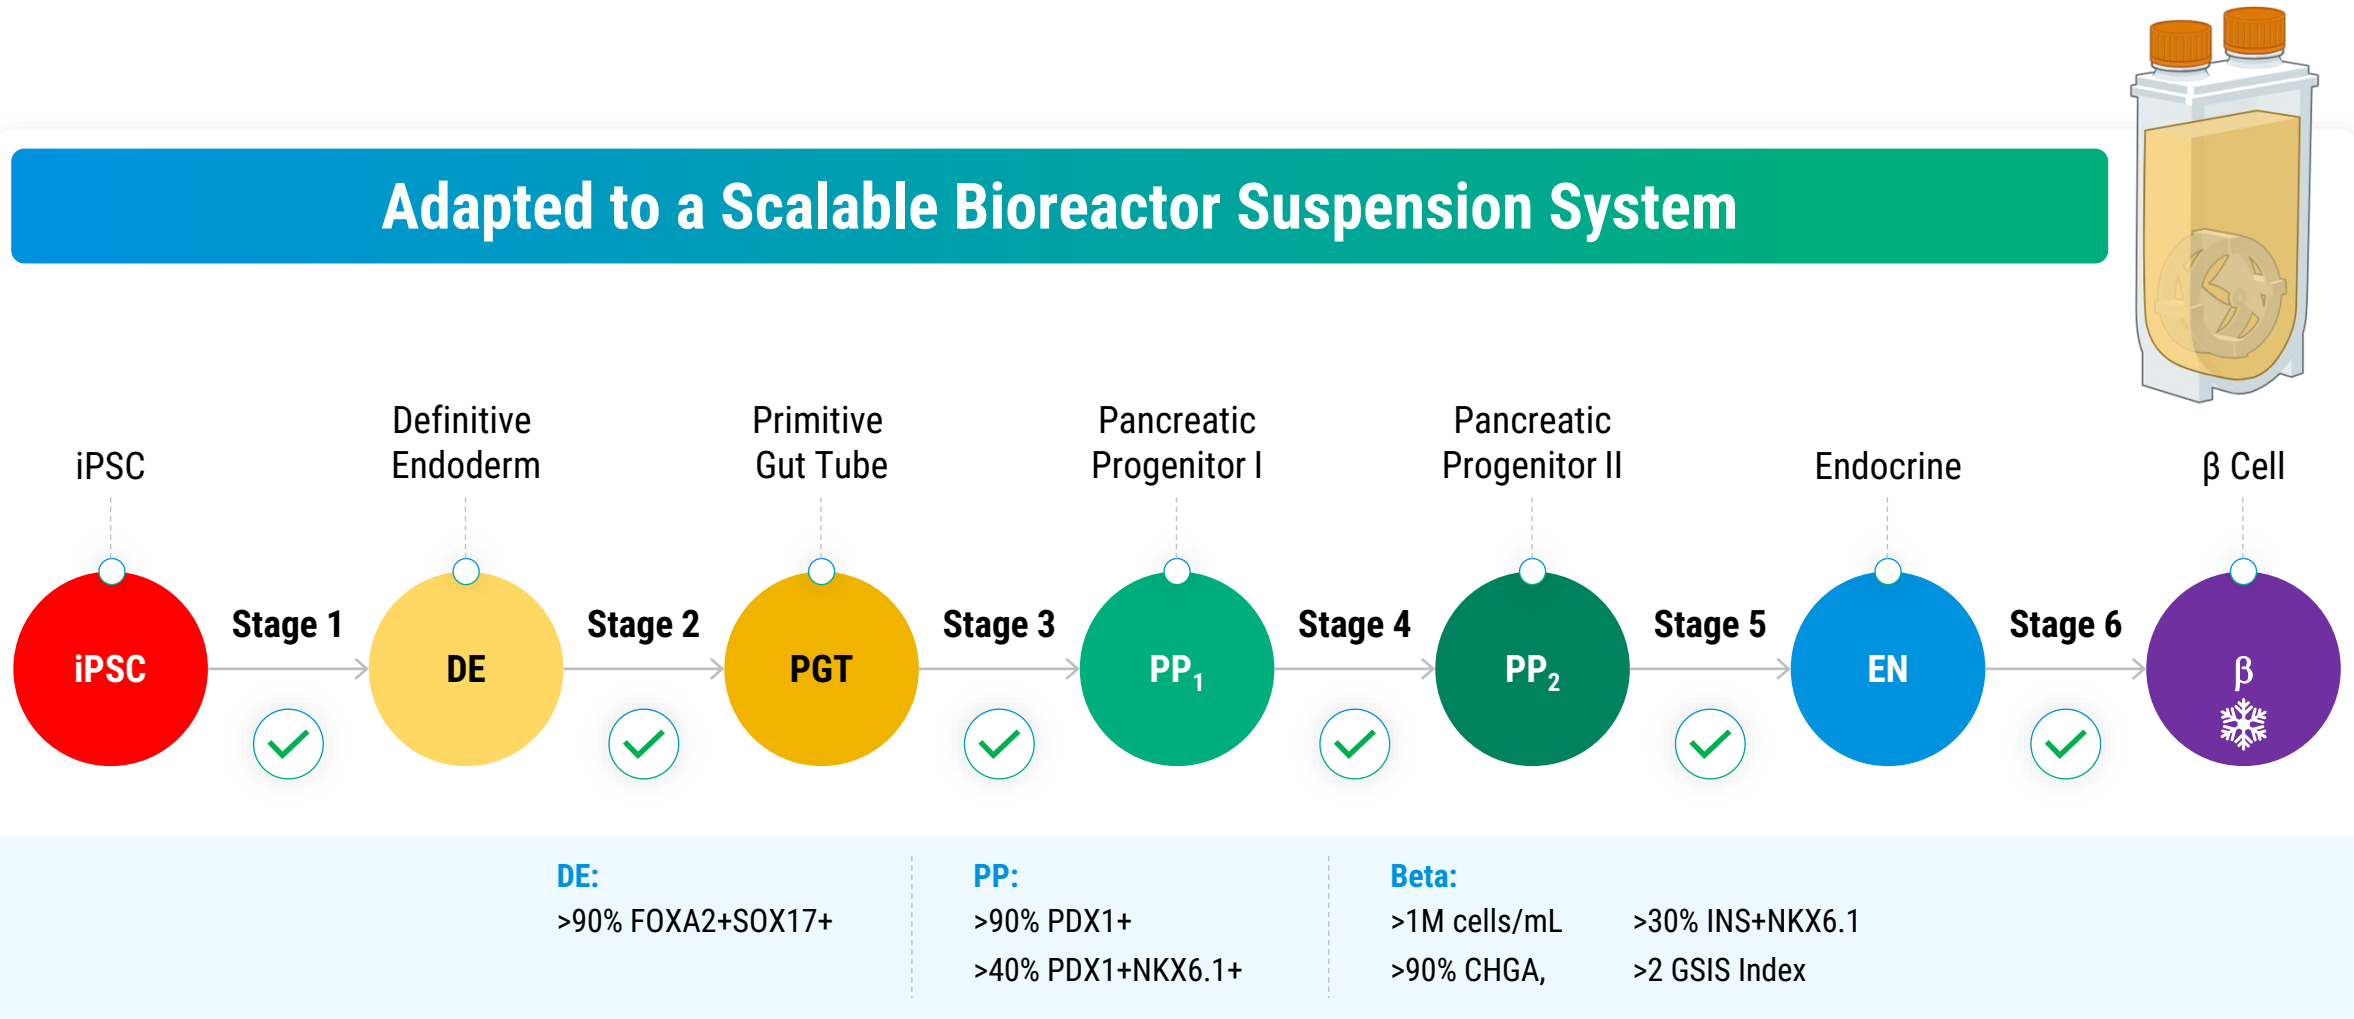 Adapted to a Scalable Bioreactor Suspension System
iPSC
Definitive
Endoderm
Primitive
Gut Tube
Pancreatic
Progenitor I
Pancreatic
Progenitor II
Endocrine
β Cell
iPSC
Stage 1
DE
Stage 2
PGT
Stage 3
PP1
Stage 4
PP2
Stage 5
EN
Stage 6
β
DE:
>90% FOXA2+SOX17+
PP:
>90% PDX1+
>40% PDX1+NKX6.1+
Beta:
>1M cells/mL
>90% CHGA,
>30% INS+NKX6.1
>2 GSIS Index